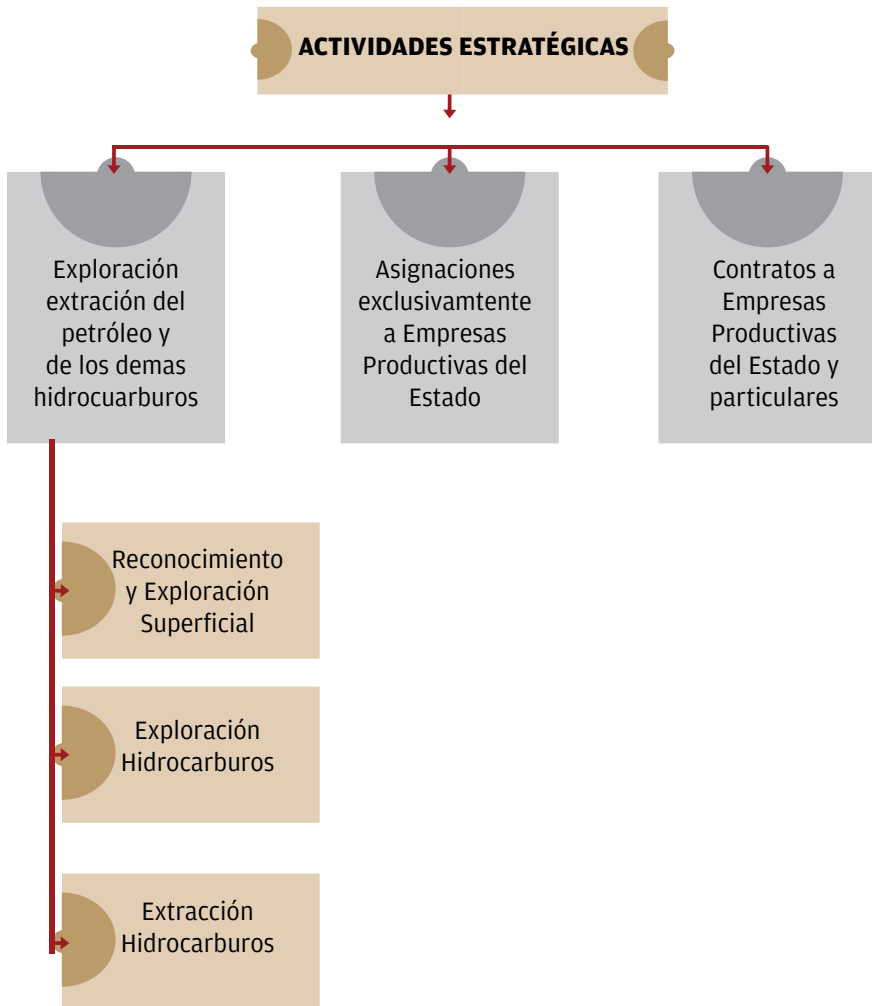 ACTIVIDADES ESTRATÉGICAS
Exploración
extración del
petróleo y
de los demas
hidrocuarburos
Asignaciones
exclusivamtente
a Empresas
Productivas del
Estado
Contratos a
Empresas
Productivas
del Estado y
particulares
Reconocimiento
y Exploración
Superficial
Exploración
Hidrocarburos
Extracción
Hidrocarburos